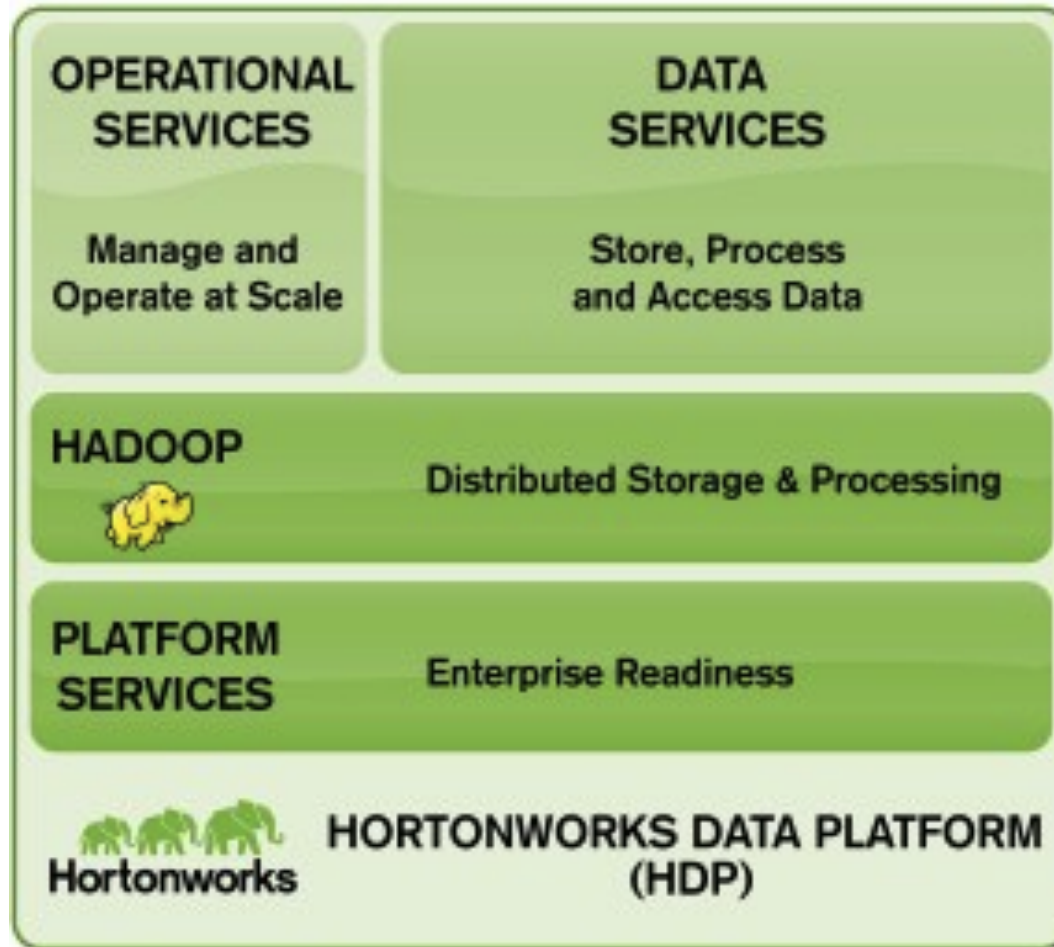 OPERATIONAL
SERVICES
Manage and
Operate at Scale
DATA
SERVICES
Store, Process
and Access Data
HADOOP
Distributed Storage & Processing
PLATFORM
SERVICES
Enterprise Readiness
Hortonworks
HORTONWORKS DATA PLATFORM
(HDP)